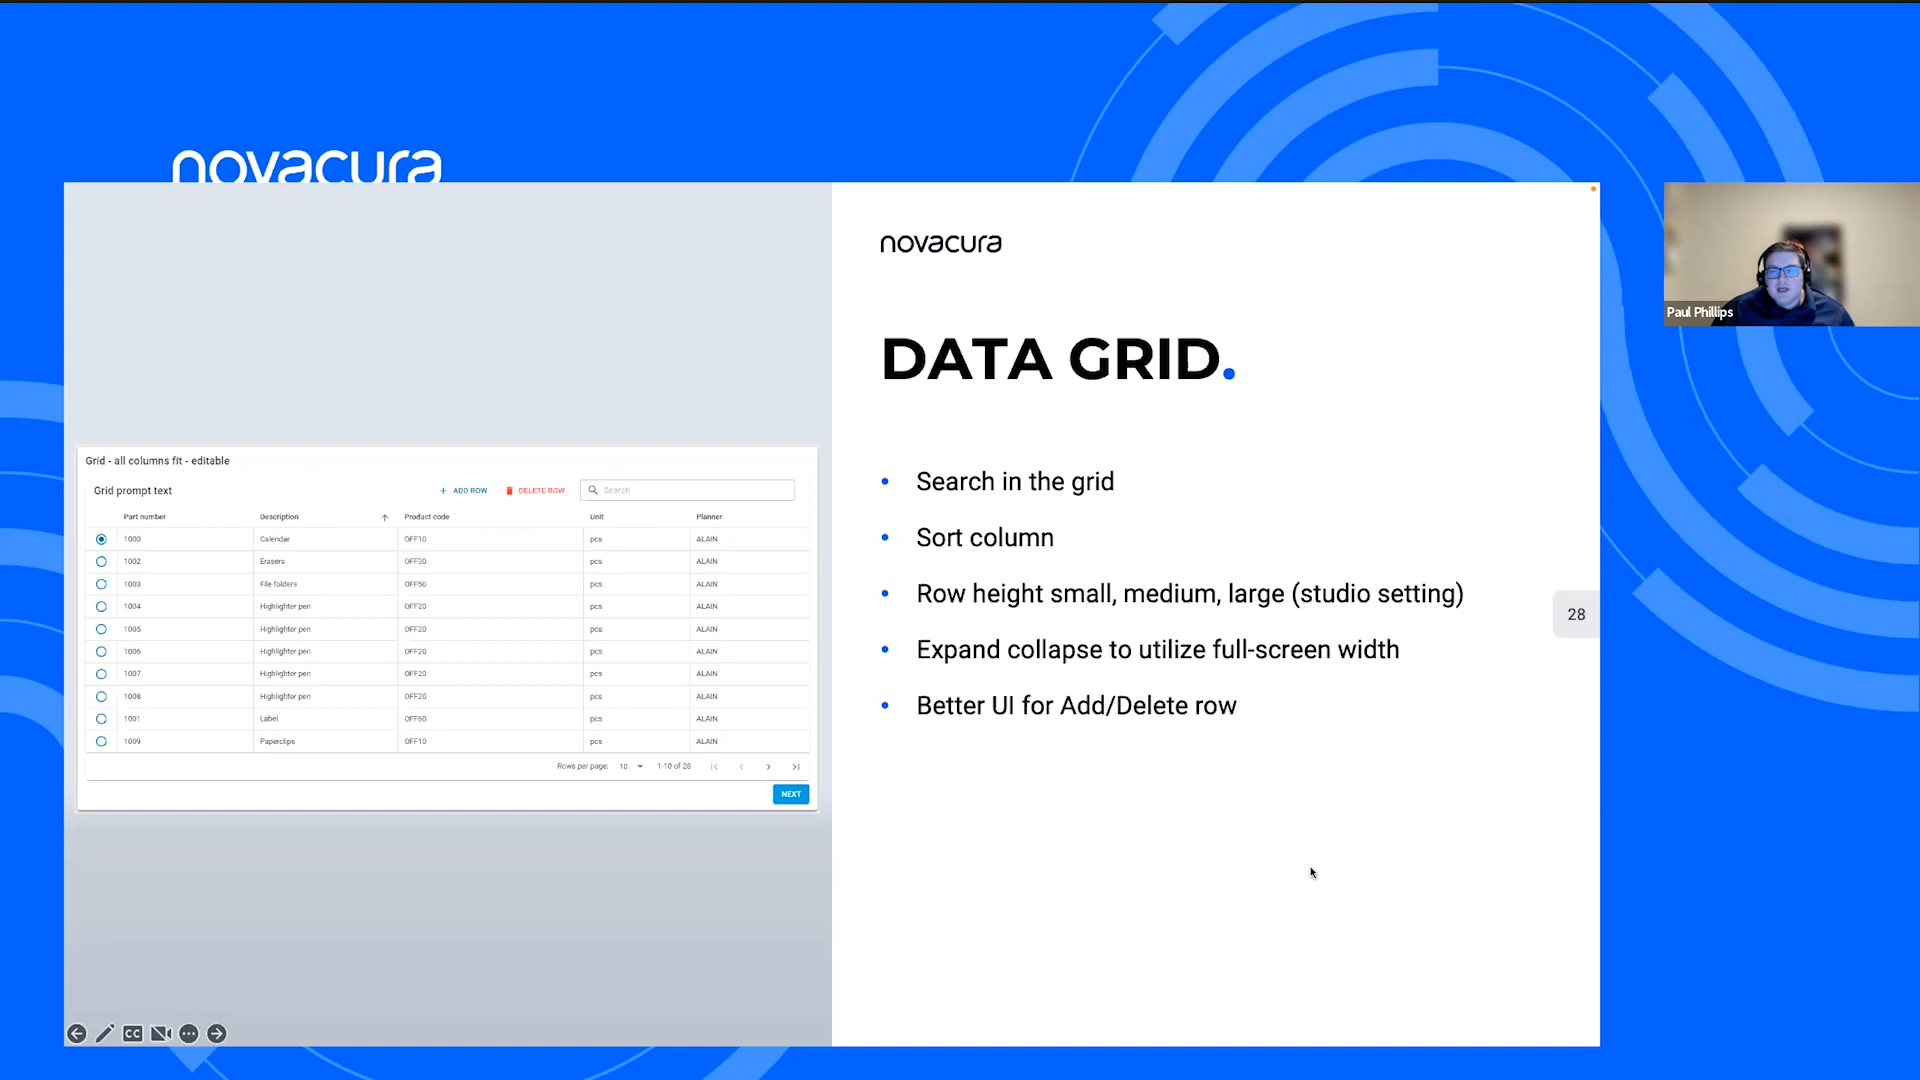 novacura
novacura
Paul Phillips
DATA GRID.
Grid - all columns fit - editable
Grid prompt text
+ ADD ROW DELETE ROW Search
Part number Description Product code Unit Planner
1000 Calendar OFF10 pcs ALAIN
1002 Erasers OFF30 pcs ALAIN
1003 File folders OFF50 pcs ALAIN
1004 Highlighter pen OFF20 pcs ALAIN
1005 Highlighter pen OFF20 pcs ALAIN
1006 Highlighter pen OFF20 pcs ALAIN
1007 Highlighter pen OFF20 pcs ALAIN
1008 Highlighter pen OFF20 pcs ALAIN
1001 Label OFF60 pcs ALAIN
1009 Paperclips OFF10 pcs ALAIN
Rows per page: 10 1-10 of 28
NEXT
• Search in the grid
• Sort column
• Row height small, medium, large (studio setting)
• Expand collapse to utilize full-screen width
• Better UI for Add/Delete row
28
CC